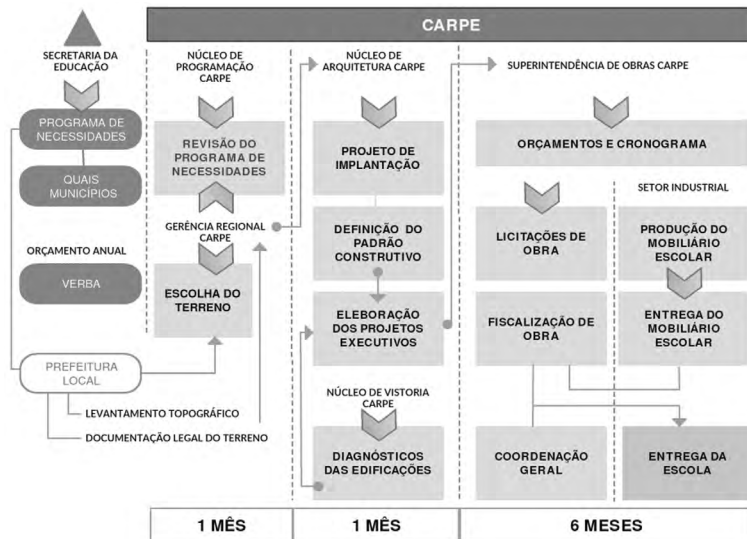 CARPE
SECRETARIA DA
EDUCAÇÃO
PROGRAMA DE
NECESSIDADES
QUAIS
MUNICÍPIOS
ORÇAMENTO ANUAL
VERBA
PREFEITURA
LOCAL
LEVANTAMENTO TOPOGRÁFICO
DOCUMENTAÇÃO LEGAL DO TERRENO
NÚCLEO DE
PROGRAMAÇÃO
CARPE
REVISÃO DO
PROGRAMA DE
NECESSIDADES
GERÊNCIA REGIONAL
CARPE
ESCOLHA DO
TERRENO
1 MÊS
NÚCLEO DE
ARQUITETURA CARPE
PROJETO DE
IMPLANTAÇÃO
DEFINIÇÃO DO
PADRÃO
CONSTRUTIVO
ELEBORAÇÃO
DOS PROJETOS
EXECUTIVOS
NÚCLEO DE VISTORIA
CARPE
DIAGNÓSTICOS
DAS EDIFICAÇÕES
1 MÊS
SUPERINTENDÊNCIA DE OBRAS CARPE
ORÇAMENTOS E CRONOGRAMA
LICITAÇÕES DE
OBRA
FISCALIZAÇÃO DE
OBRA
COORDENAÇÃO
GERAL
SETOR INDUSTRIAL
PRODUÇÃO DO
MOBILIÁRIO
ESCOLAR
ENTREGA DO
MOBILIÁRIO
ESCOLAR
ENTREGA DA
ESCOLA
6 MESES